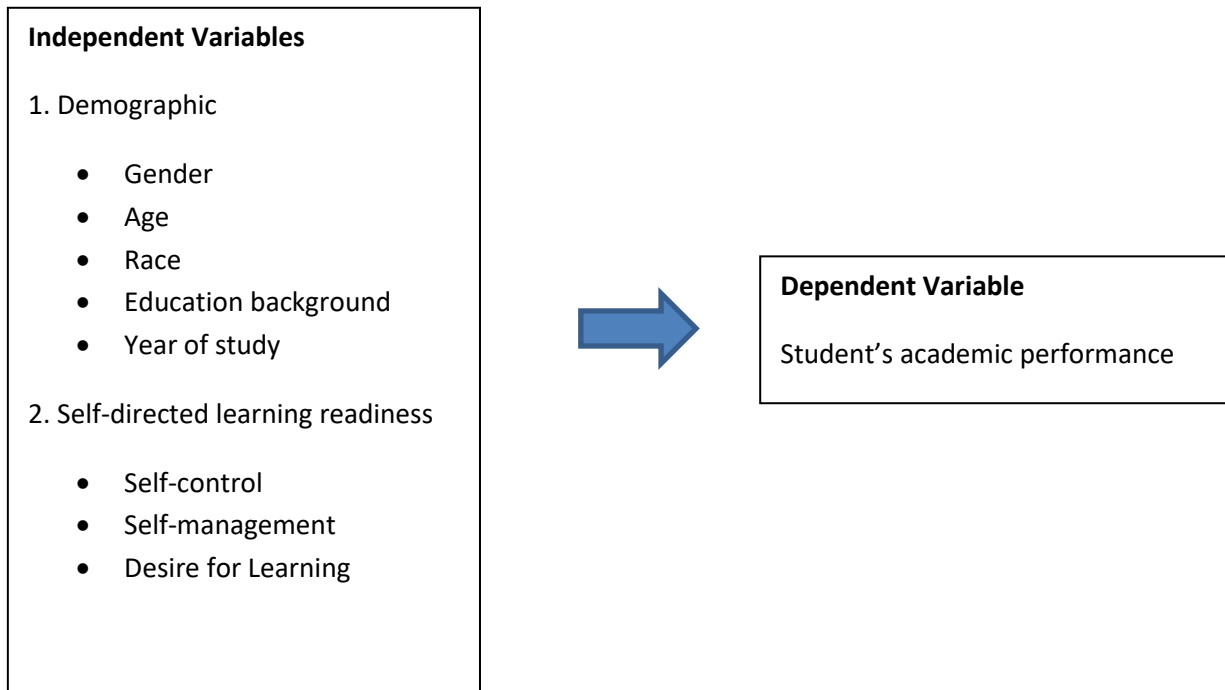 Independent Variables
1. Demographic
• Gender
• Age
• Race
• Education background
• Year of study
2. Self-directed learning readiness
• Self-control
• Self-management
• Desire for Learning
Dependent Variable
Student’s academic performance